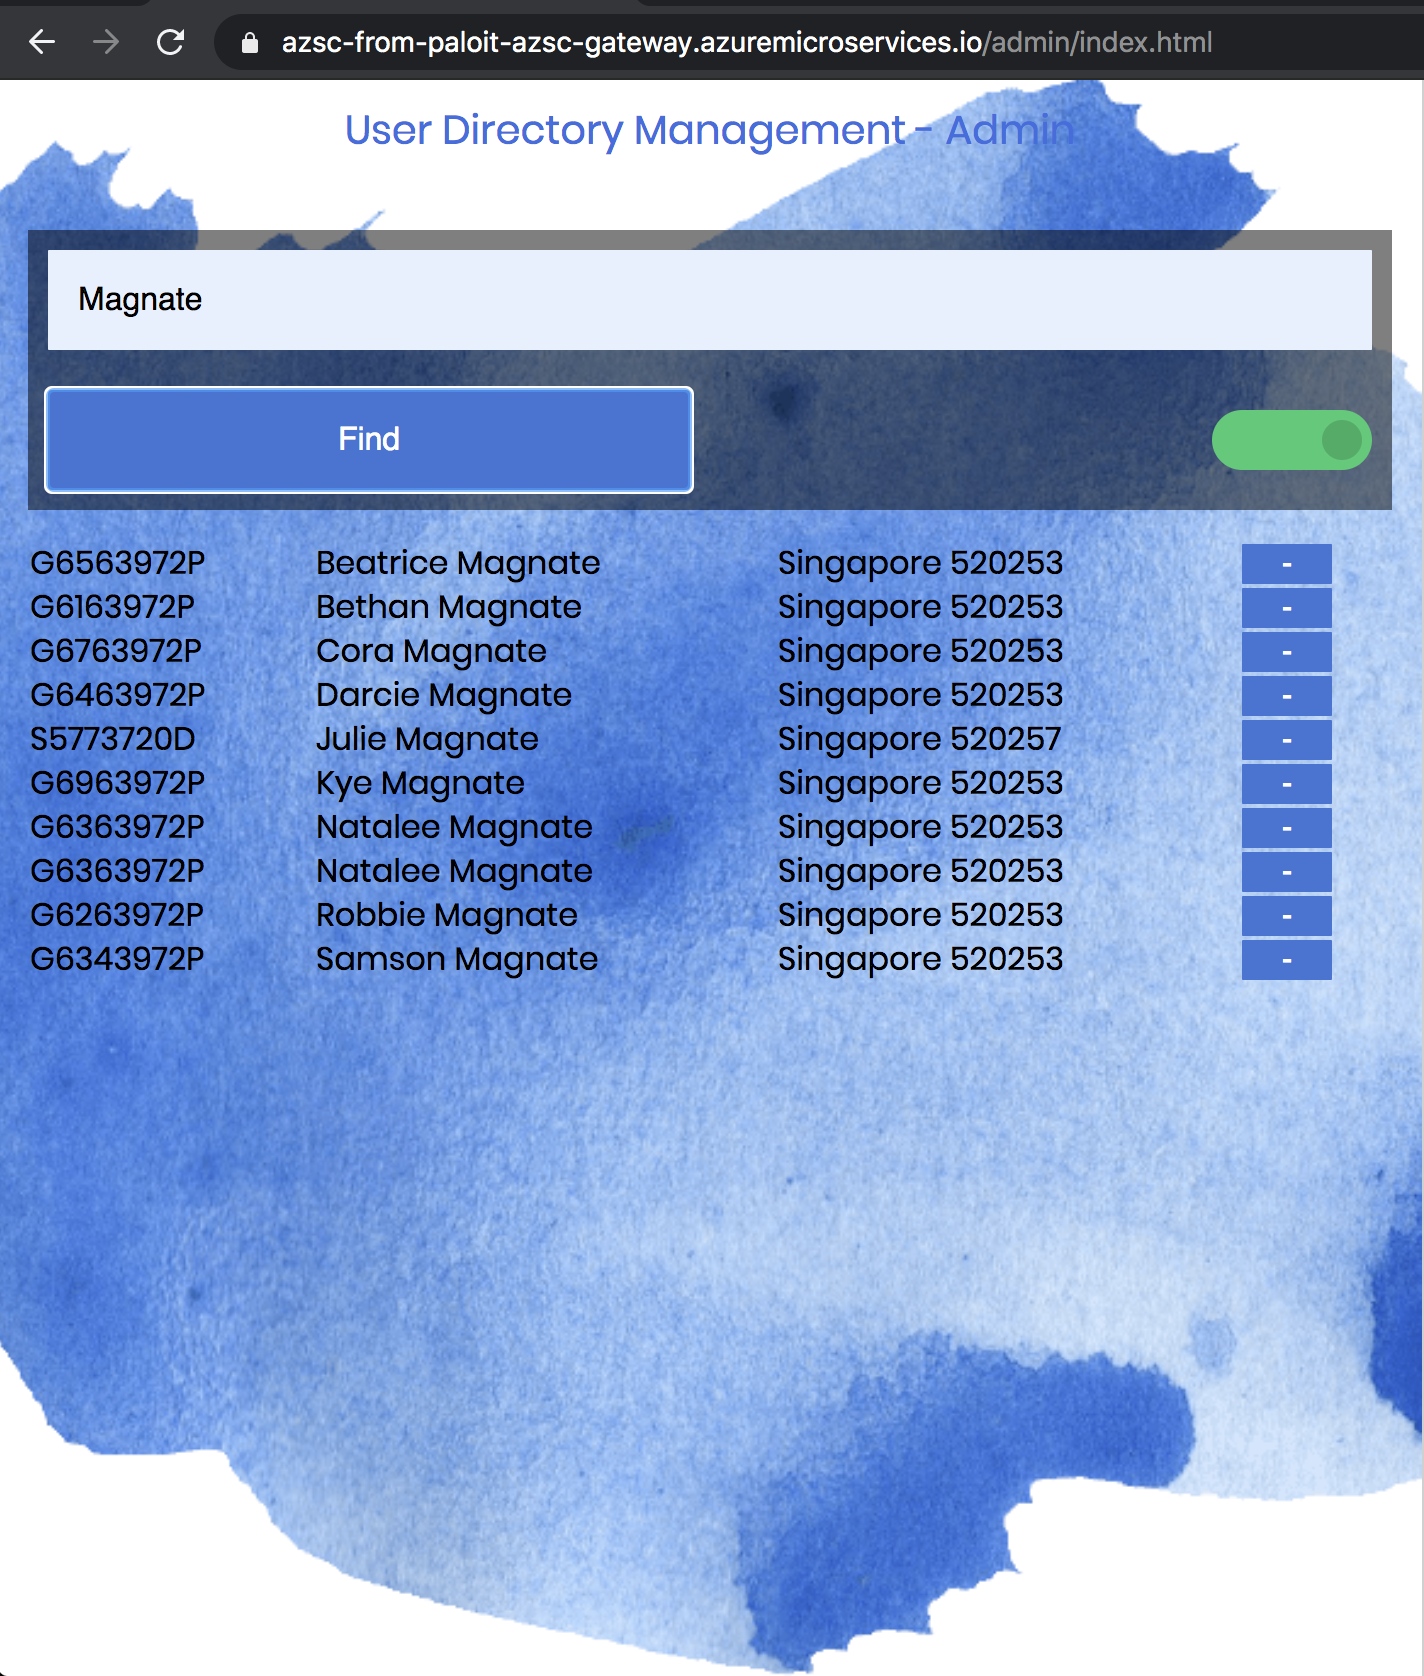 azsc-from-paloit-azsc-gateway.azuremicroservices.io/admin/index.html
User Directory Management - Admin
Magnate
Find
G6563972P Beatrice Magnate Singapore 520253 -
G6163972P Bethan Magnate Singapore 520253 -
G6763972P Cora Magnate Singapore 520253 -
G6463972P Darcie Magnate Singapore 520253 -
S5773720D Julie Magnate Singapore 520257 -
G6963972P Kye Magnate Singapore 520253 -
G6363972P Natalee Magnate Singapore 520253 -
G6363972P Natalee Magnate Singapore 520253 -
G6263972P Robbie Magnate Singapore 520253 -
G6343972P Samson Magnate Singapore 520253 -